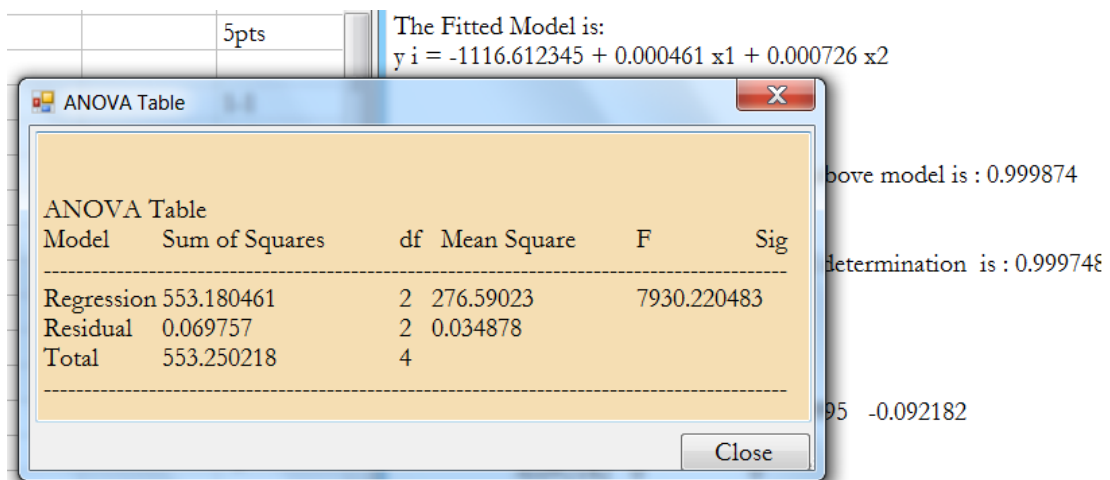 5pts
The Fitted Model is:
y i = -1116.612345 + 0.000461 x1 + 0.000726 x2
ANOVA Table
bove model is : 0.999874
determination is : 0.999748
95 -0.092182
ANOVA Table
Model Sum of Squares df Mean Square F Sig
Regression 553.180461 2 276.59023 7930.220483
Residual 0.069757 2 0.034878
Total 553.250218 4
Close